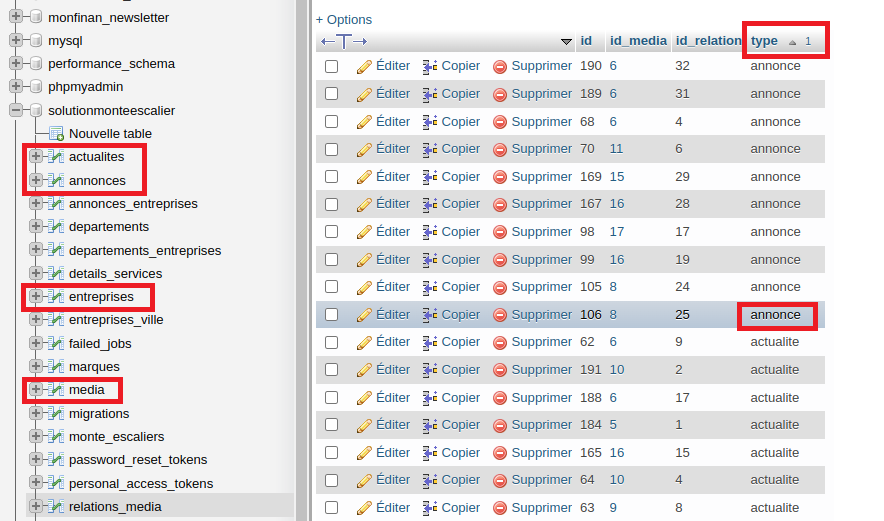 monfinan_newsletter
mysql
performance_schema
phpmyadmin
solutionmonteescalier
Nouvelle table
actualites
annonces
annonces_entreprises
departements
departements_entreprises
details_services
entreprises
entreprises_ville
failed_jobs
marques
media
migrations
monte_escaliers
password_reset_tokens
personal_access_tokens
relations_media
+ Options
←T→ id id_media id_relation type 1
Éditer Copier Supprimer 190 6 32 annonce
Éditer Copier Supprimer 189 6 31 annonce
Éditer Copier Supprimer 68 6 4 annonce
Éditer Copier Supprimer 70 11 6 annonce
Éditer Copier Supprimer 169 15 29 annonce
Éditer Copier Supprimer 167 16 28 annonce
Éditer Copier Supprimer 98 17 17 annonce
Éditer Copier Supprimer 99 16 19 annonce
Éditer Copier Supprimer 105 8 24 annonce
Éditer Copier Supprimer 106 8 25 annonce
Éditer Copier Supprimer 62 6 9 actualite
Éditer Copier Supprimer 191 10 2 actualite
Éditer Copier Supprimer 188 6 17 actualite
Éditer Copier Supprimer 184 5 1 actualite
Éditer Copier Supprimer 165 16 15 actualite
Éditer Copier Supprimer 64 10 4 actualite
Éditer Copier Supprimer 63 9 8 actualite